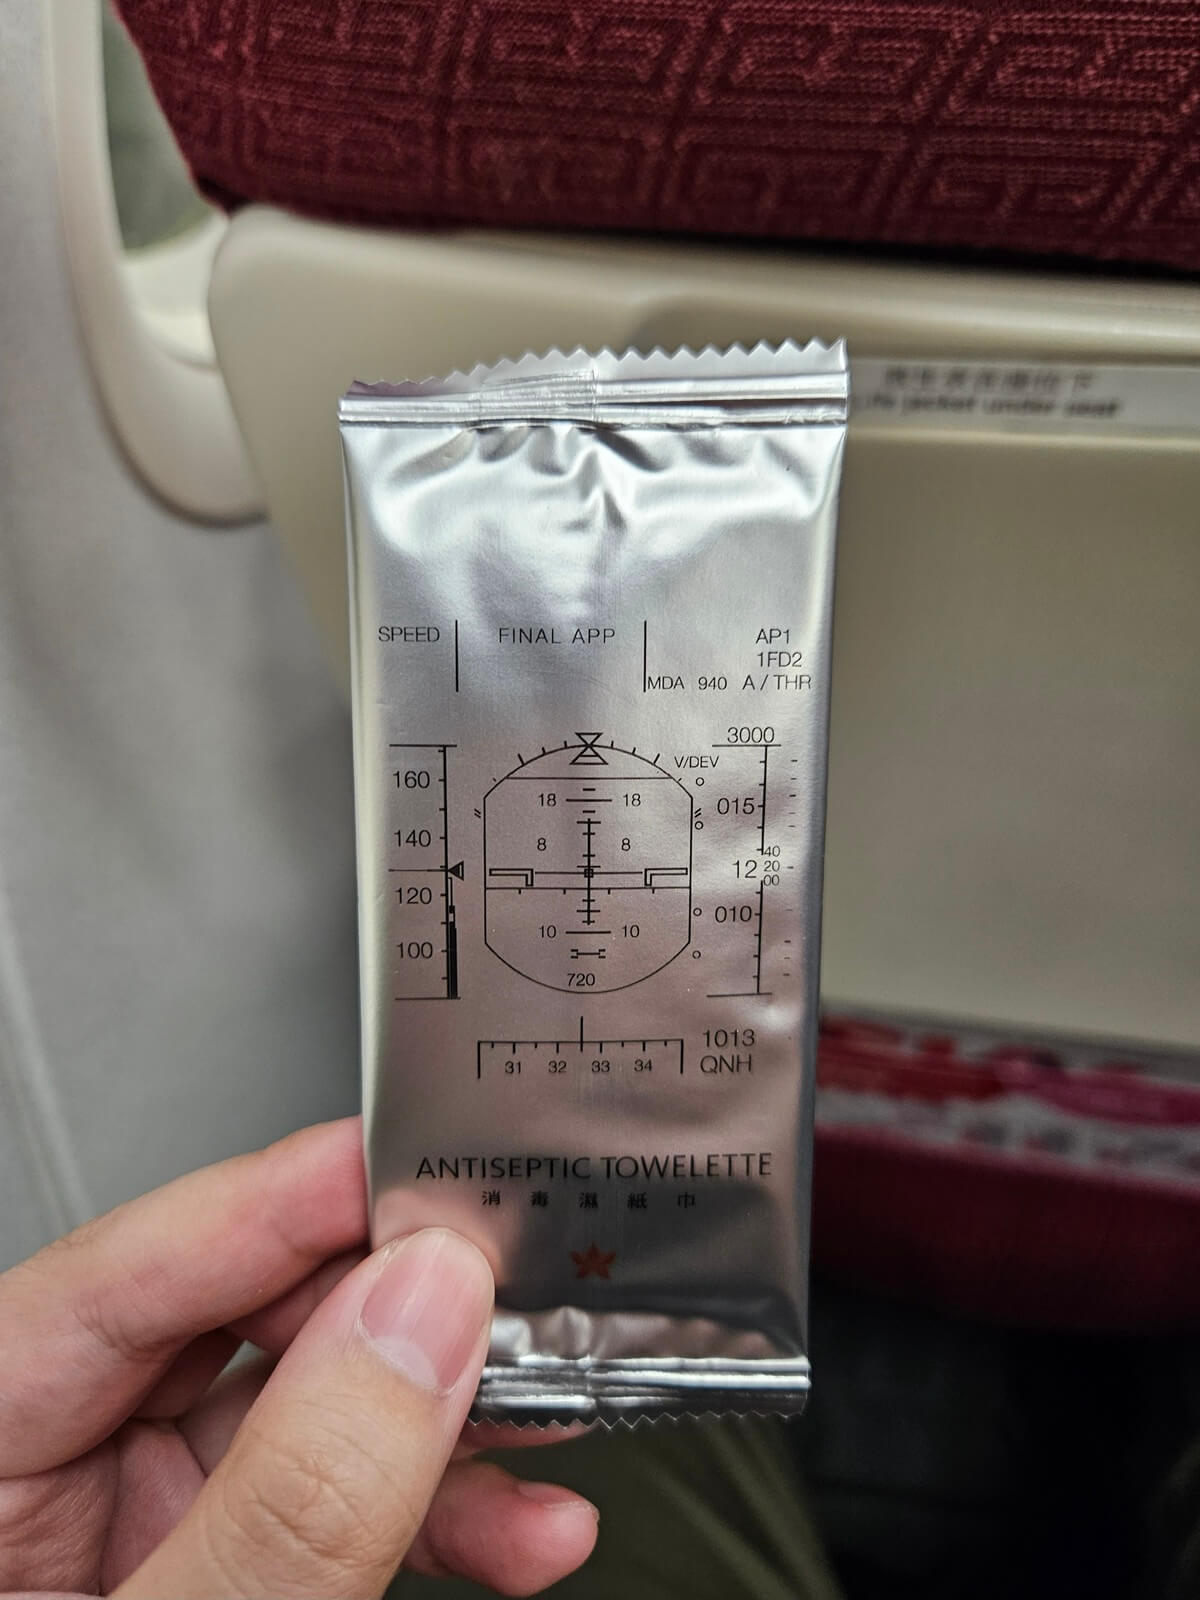 Life jacket under seat
SPEED
FINAL APP
AP1
1FD2
MDA 940 A / THR
3000
V/DEV
160
18 18
015
140
8 8
40
12 20
00
120
010
100
10 10
720
1013
31 32 33 34
QNH
ANTISEPTIC TOWELETTE
消毒濕紙巾